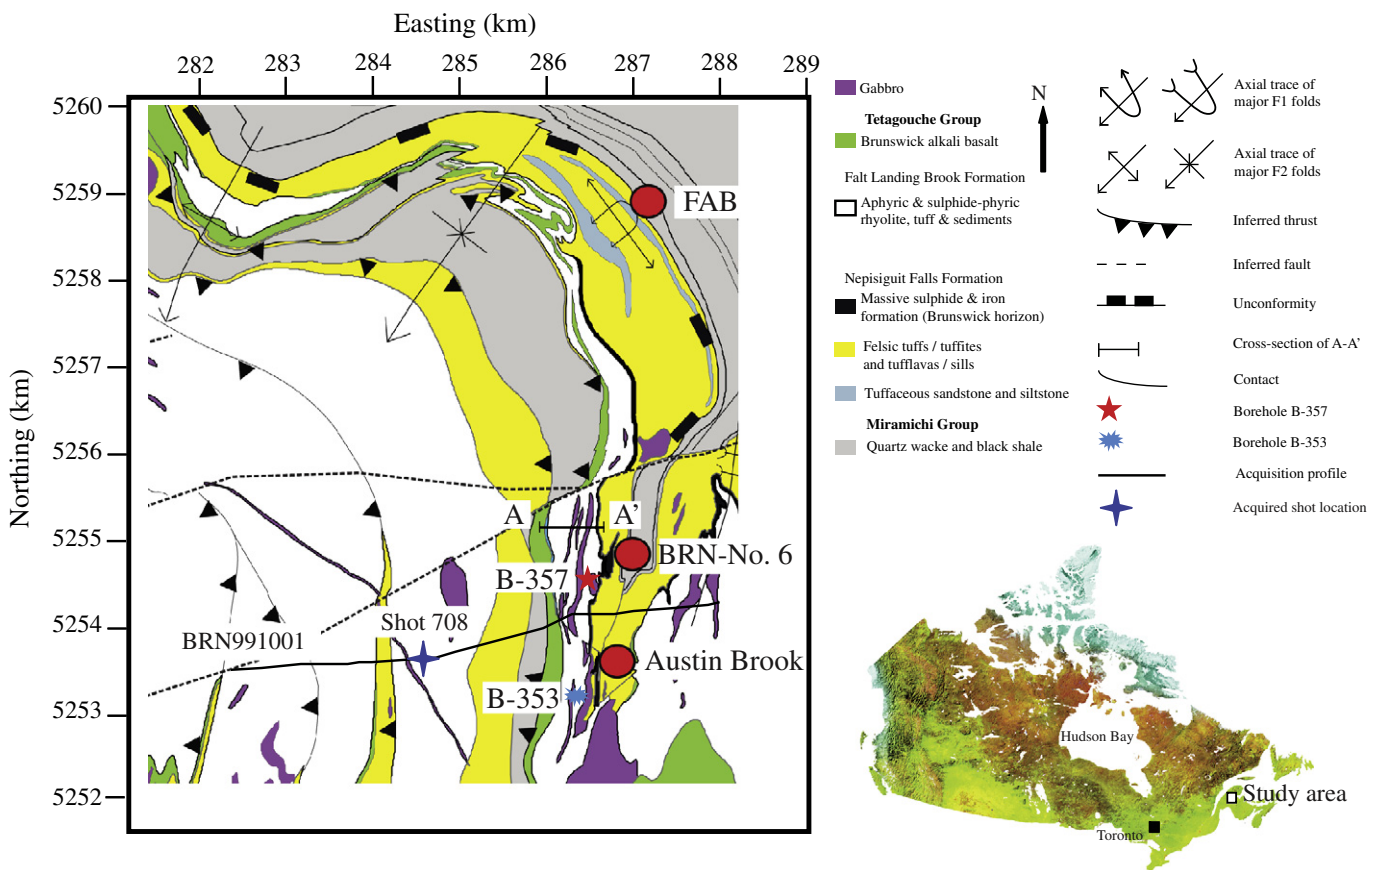 Easting (km)
282 283 284 285 286 287 288 289
Northing (km)
5260
5259
5258
5257
5256
5255
5254
5253
5252
FAB
A A'
BRN-No. 6
B-357
Shot 708
BRN991001
Austin Brook
B-353
N
Gabbro
Tetagouche Group
Brunswick alkali basalt
Falt Landing Brook Formation
Aphyric & sulphide-phyric
rhyolite, tuff & sediments
Nepisiguit Falls Formation
Massive sulphide & iron
formation (Brunswick horizon)
Felsic tuffs / tuffites
and tufflavas / sills
Tuffaceous sandstone and siltstone
Miramichi Group
Quartz wacke and black shale
Axial trace of
major F1 folds
Axial trace of
major F2 folds
Inferred thrust
Inferred fault
Unconformity
Cross-section of A-A'
Contact
Borehole B-357
Borehole B-353
Acquisition profile
Acquired shot location
Hudson Bay
Study area
Toronto